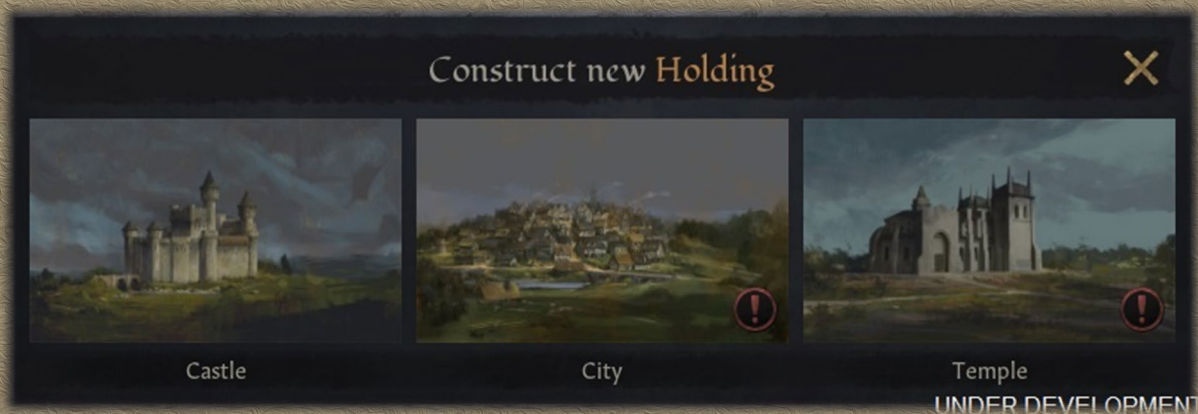 Construct new Holding
Castle
City
Temple
UNDER DEVELOPMENT